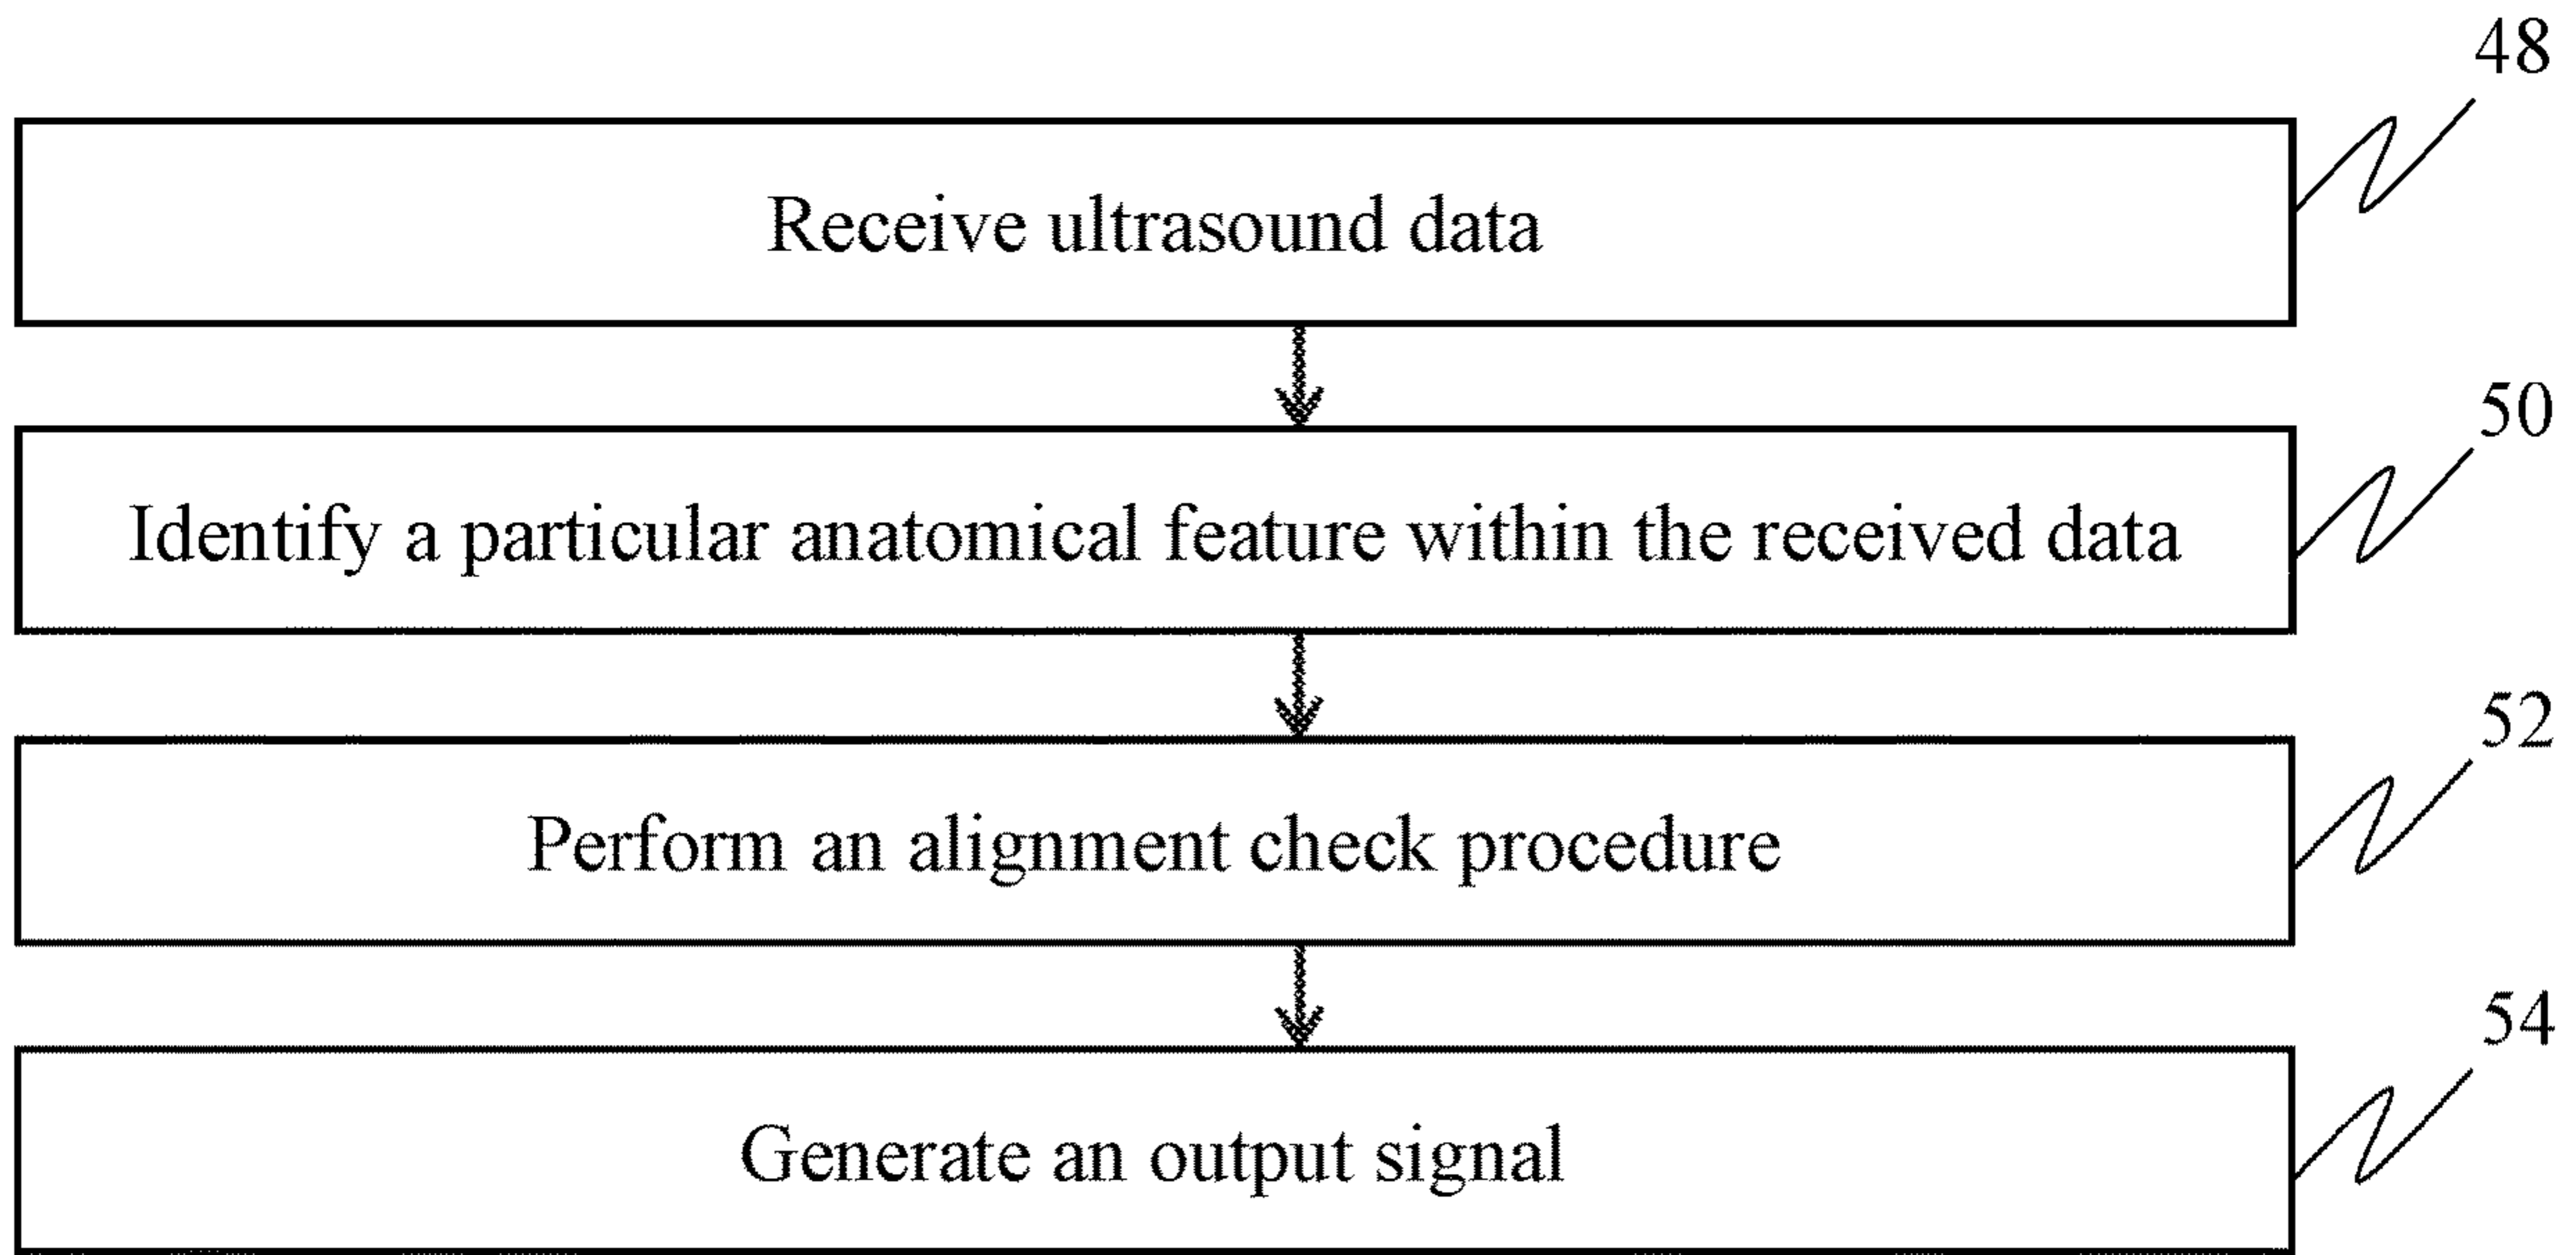 48
Receive ultrasound data
50
Identify a particular anatomical feature within the received data
52
Perform an alignment check procedure
54
Generate an output signal